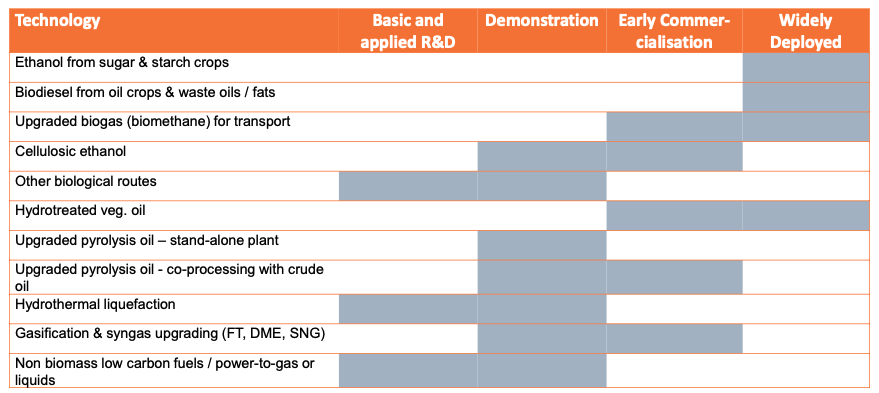 Technology
Basic and
applied R&D
Demonstration
Early Commer-
cialisation
Widely
Deployed
Ethanol from sugar & starch crops
Biodiesel from oil crops & waste oils / fats
Upgraded biogas (biomethane) for transport
Cellulosic ethanol
Other biological routes
Hydrotreated veg. oil
Upgraded pyrolysis oil – stand-alone plant
Upgraded pyrolysis oil - co-processing with crude
oil
Hydrothermal liquefaction
Gasification & syngas upgrading (FT, DME, SNG)
Non biomass low carbon fuels / power-to-gas or
liquids